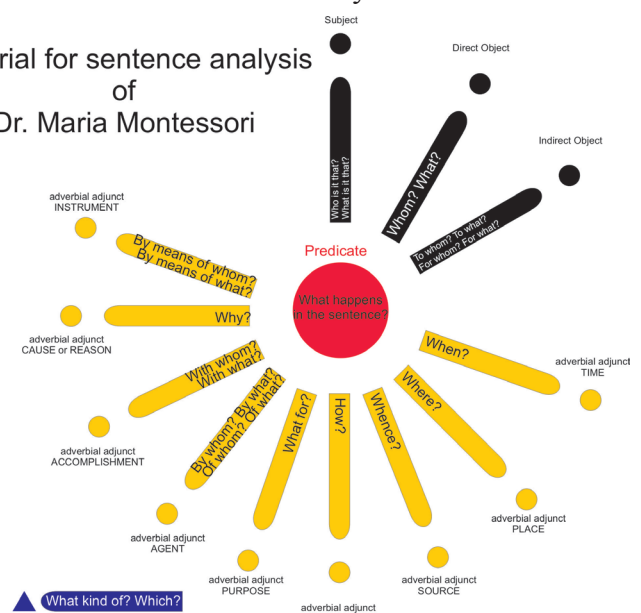 rial for sentence analysis
of
Dr. Maria Montessori
Subject
Direct Object
Indirect Object
Who is it that?
What is it that?
Whom? What?
To whom? To what?
For whom? For what?
Predicate
What happens
in the sentence?
adverbial adjunct
INSTRUMENT
By means of whom?
By means of what?
Why?
adverbial adjunct
CAUSE or REASON
With whom?
With what?
adverbial adjunct
ACCOMPLISHMENT
By whom? By what?
Of whom? Of what?
adverbial adjunct
AGENT
What for?
adverbial adjunct
PURPOSE
How?
adverbial adjunct
Whence?
adverbial adjunct
SOURCE
Where?
adverbial adjunct
PLACE
When?
adverbial adjunct
TIME
What kind of? Which?